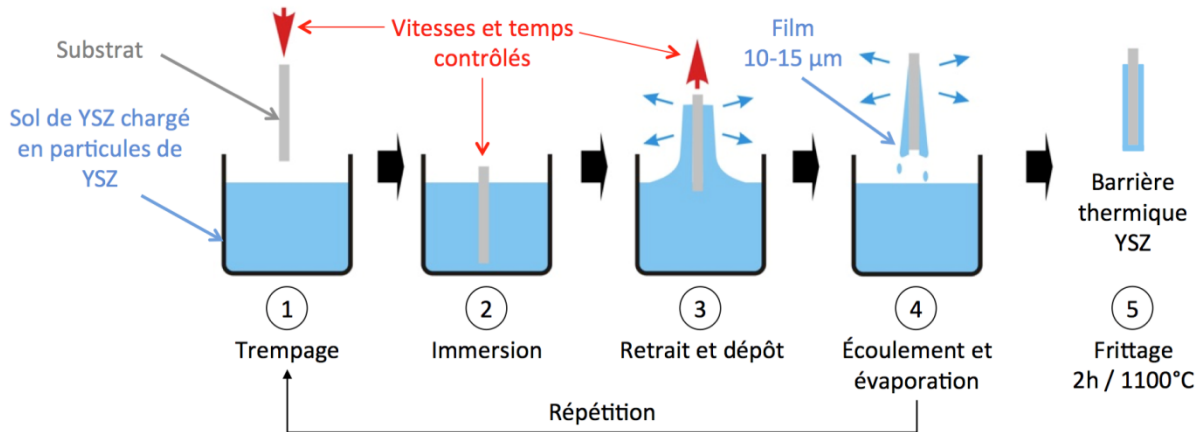 Substrat
Vitesses et temps
contrôlés
Film
10-15 µm
Sol de YSZ chargé
en particules de
YSZ
Barrière
thermique
YSZ
1
2
3
4
5
Trempage
Immersion
Retrait et dépôt
Écoulement et
évaporation
Frittage
2h / 1100°C
Répétition